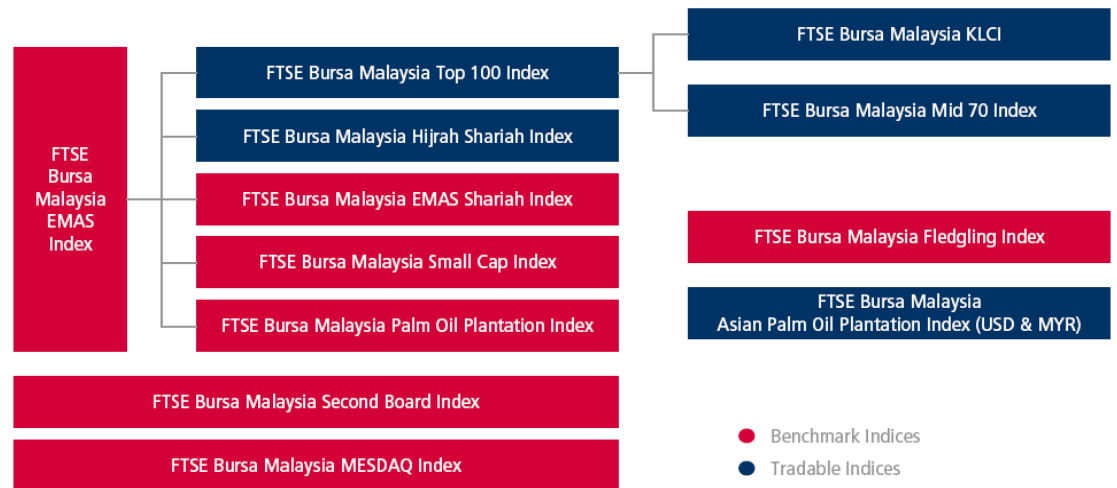 FTSE
Bursa
Malaysia
EMAS
Index
FTSE Bursa Malaysia Top 100 Index
FTSE Bursa Malaysia Hijrah Shariah Index
FTSE Bursa Malaysia EMAS Shariah Index
FTSE Bursa Malaysia Small Cap Index
FTSE Bursa Malaysia Palm Oil Plantation Index
FTSE Bursa Malaysia KLCI
FTSE Bursa Malaysia Mid 70 Index
FTSE Bursa Malaysia Fledgling Index
FTSE Bursa Malaysia
Asian Palm Oil Plantation Index (USD & MYR)
FTSE Bursa Malaysia Second Board Index
FTSE Bursa Malaysia MESDAQ Index
Benchmark Indices
Tradable Indices